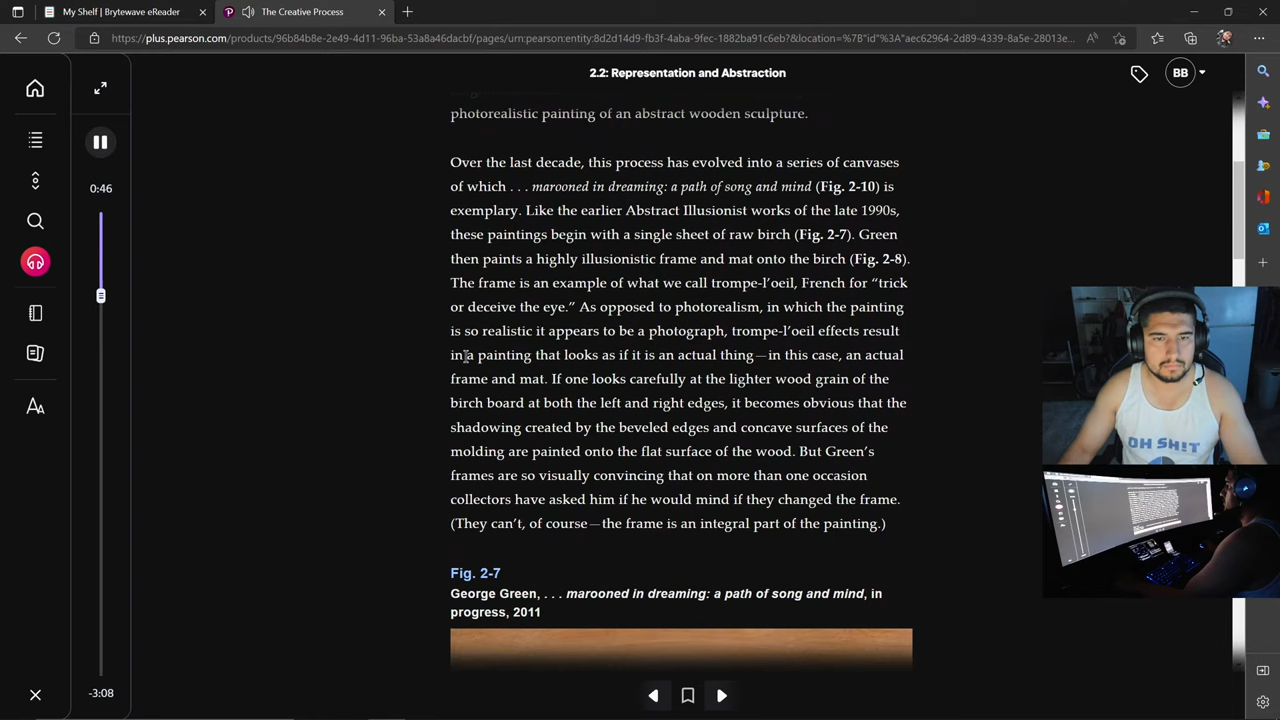 My Shelf | Brytewave eReader
The Creative Process
https://plus.pearson.com/products/96b84b8e-2e49-4d11-96ba-53a8a46dacbf/pages/urn:pearson:entity:8d2d14d9-fb3f-4aba-9fec-1882ba91c6eb?&location=%7B"id"%3A"aec62964-2d89-4339-8a5e-28013e...
2.2: Representation and Abstraction
BB
0:46
-3:08
photorealistic painting of an abstract wooden sculpture.
Over the last decade, this process has evolved into a series of canvases
of which . . . marooned in dreaming: a path of song and mind (Fig. 2-10) is
exemplary. Like the earlier Abstract Illusionist works of the late 1990s,
these paintings begin with a single sheet of raw birch (Fig. 2-7). Green
then paints a highly illusionistic frame and mat onto the birch (Fig. 2-8).
The frame is an example of what we call trompe-l’oeil, French for “trick
or deceive the eye.” As opposed to photorealism, in which the painting
is so realistic it appears to be a photograph, trompe-l’oeil effects result
in a painting that looks as if it is an actual thing—in this case, an actual
frame and mat. If one looks carefully at the lighter wood grain of the
birch board at both the left and right edges, it becomes obvious that the
shadowing created by the beveled edges and concave surfaces of the
molding are painted onto the flat surface of the wood. But Green’s
frames are so visually convincing that on more than one occasion
collectors have asked him if he would mind if they changed the frame.
(They can’t, of course—the frame is an integral part of the painting.)
Fig. 2-7
George Green, . . . marooned in dreaming: a path of song and mind, in
progress, 2011
OH SH!T